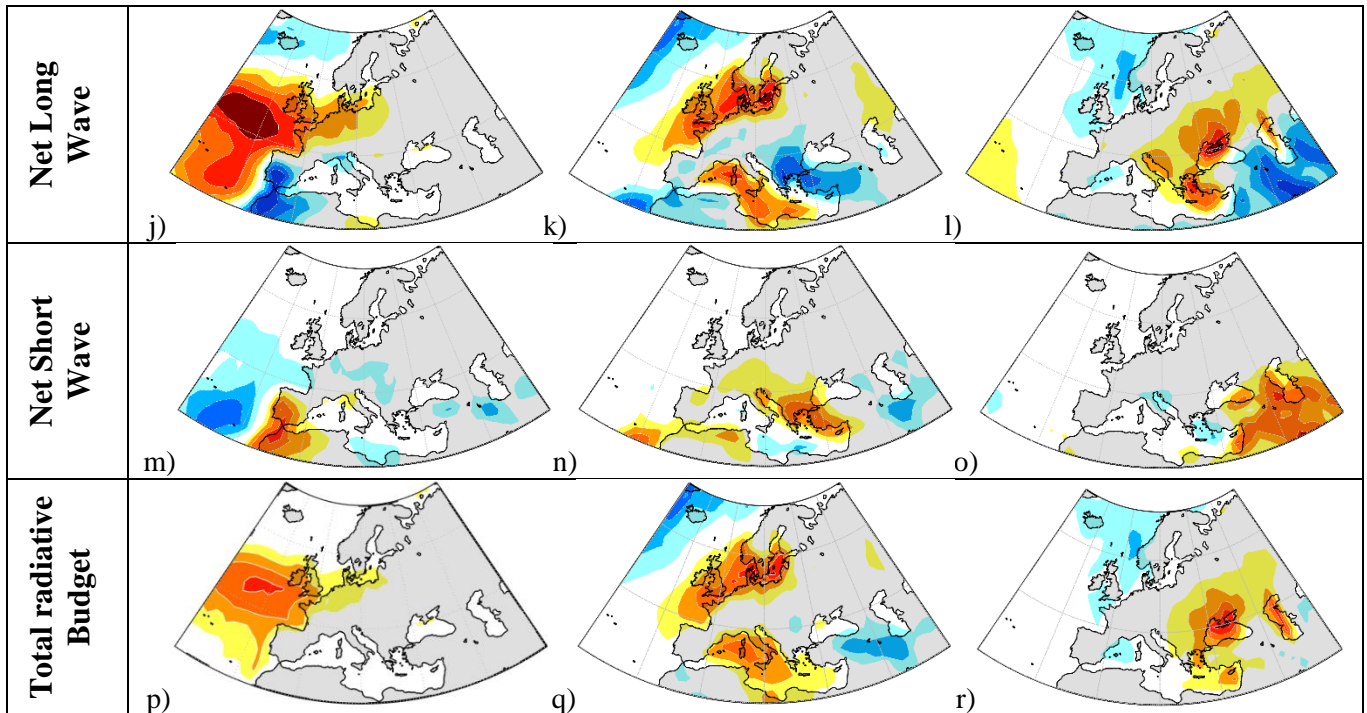 Net Long
Wave
j)
k)
l)
Net Short
Wave
m)
n)
o)
Total radiative
Budget
p)
q)
r)